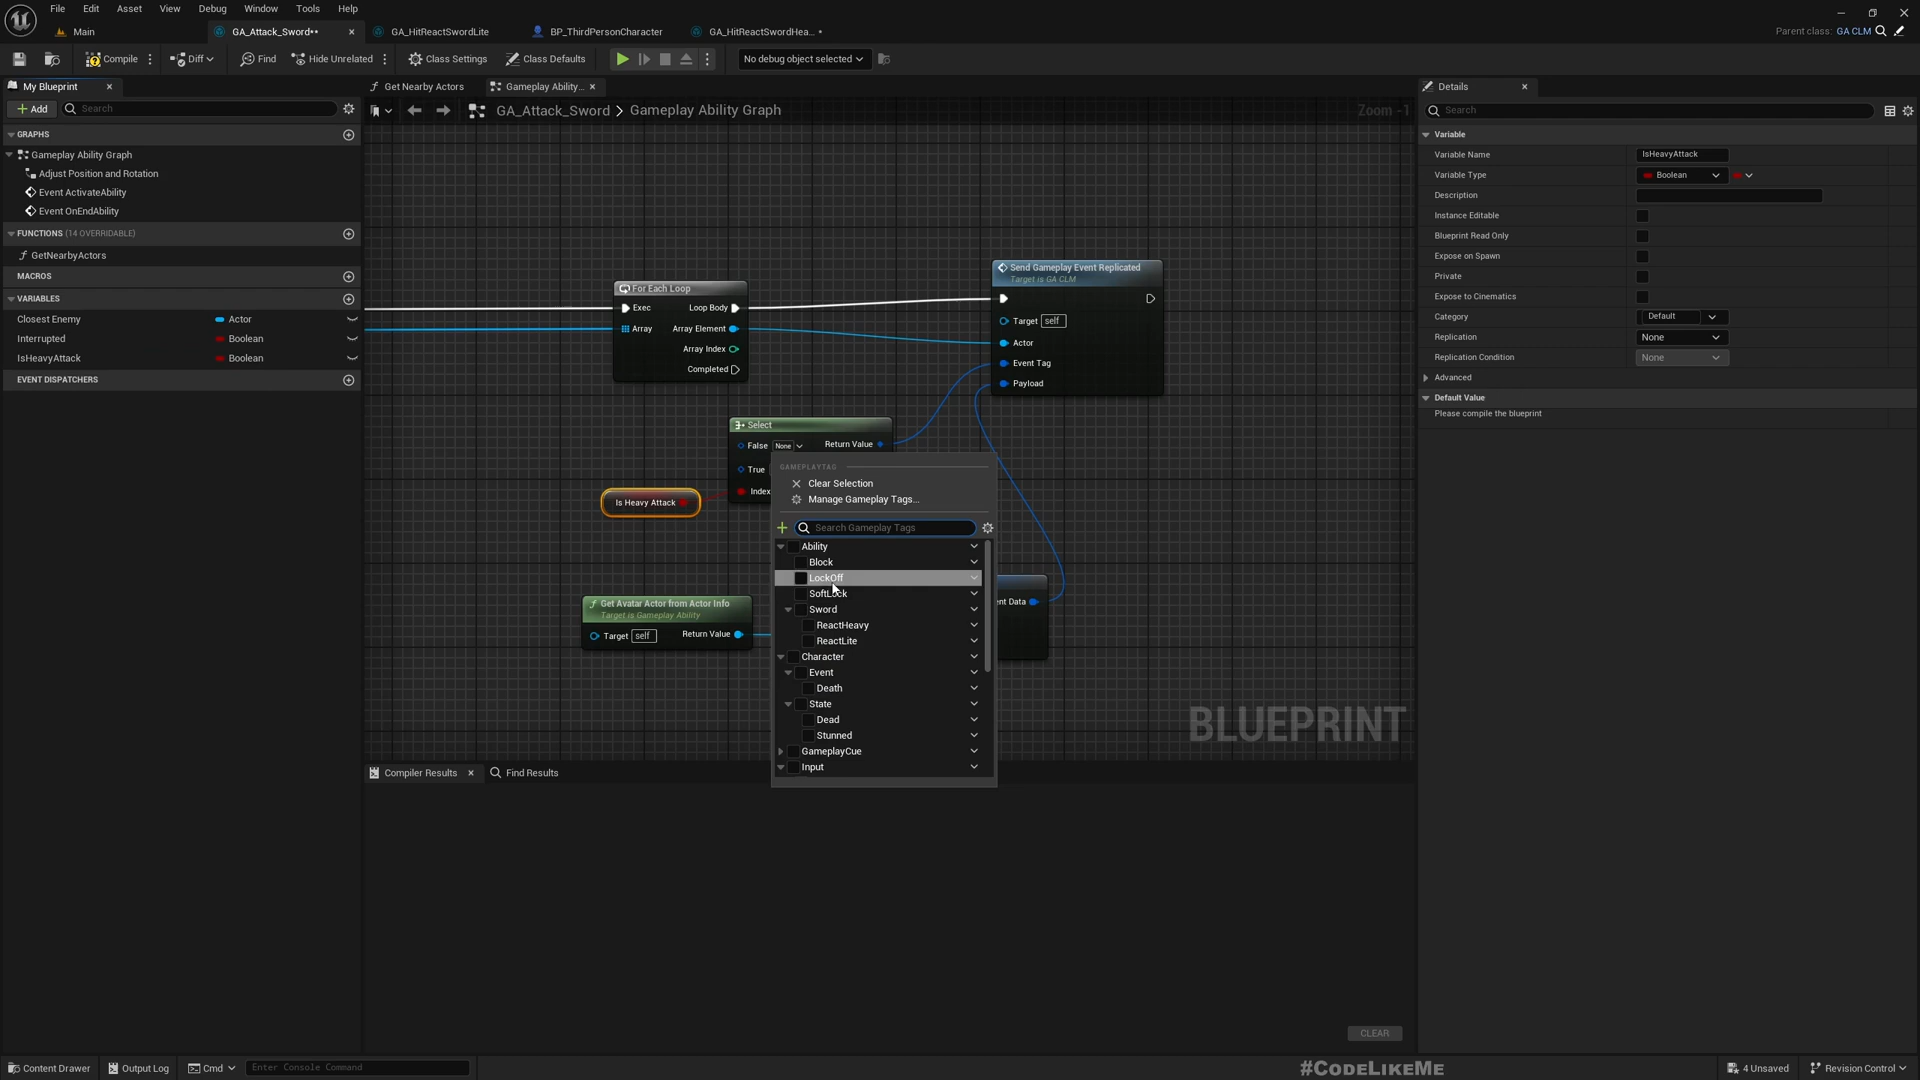 File Edit Asset View Debug Window Tools Help
Main
GA_Attack_Sword••
GA_HitReactSwordLite
BP_ThirdPersonCharacter
GA_HitReactSwordHea... •
Parent class: GA CLM
Compile
Diff
Find
Hide Unrelated
Class Settings
Class Defaults
No debug object selected
My Blueprint
Get Nearby Actors
Gameplay Ability...
Details
Add
Search
GA_Attack_Sword > Gameplay Ability Graph
Zoom -1
Search
GRAPHS
Gameplay Ability Graph
Adjust Position and Rotation
Event ActivateAbility
Event OnEndAbility
FUNCTIONS (14 OVERRIDABLE)
GetNearbyActors
MACROS
VARIABLES
Closest Enemy Actor
Interrupted Boolean
IsHeavyAttack Boolean
EVENT DISPATCHERS
For Each Loop
Exec Loop Body
Array Array Element
Array Index
Completed
Send Gameplay Event Replicated
Target is GA CLM
Target self
Actor
Event Tag
Payload
Select
False None Return Value
True
Index
Is Heavy Attack
Get Avatar Actor from Actor Info
Target is Gameplay Ability
Target self Return Value
ent Data
GAMEPLAYTAG
Clear Selection
Manage Gameplay Tags...
Search Gameplay Tags
Ability
Block
LockOff
SoftLock
Sword
ReactHeavy
ReactLite
Character
Event
Death
State
Dead
Stunned
GameplayCue
Input
BLUEPRINT
Variable
Variable Name IsHeavyAttack
Variable Type Boolean
Description
Instance Editable
Blueprint Read Only
Expose on Spawn
Private
Expose to Cinematics
Category Default
Replication None
Replication Condition None
Advanced
Default Value
Please compile the blueprint
Compiler Results
Find Results
CLEAR
Content Drawer
Output Log
Cmd
Enter Console Command
#CodeLikeMe
4 Unsaved
Revision Control